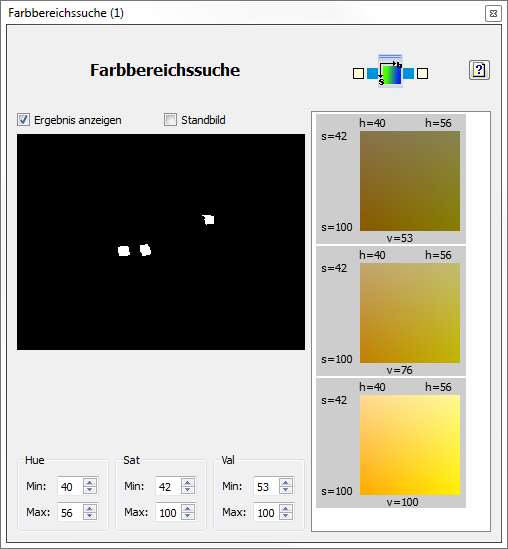 Farbbereichssuche (1)
Farbbereichssuche
h
s
?
Ergebnis anzeigen
Standbild
h=40 h=56
s=42
s=100
v=53
h=40 h=56
s=42
s=100
v=76
h=40 h=56
s=42
s=100
v=100
Hue
Min: 40
Max: 56
Sat
Min: 42
Max: 100
Val
Min: 53
Max: 100